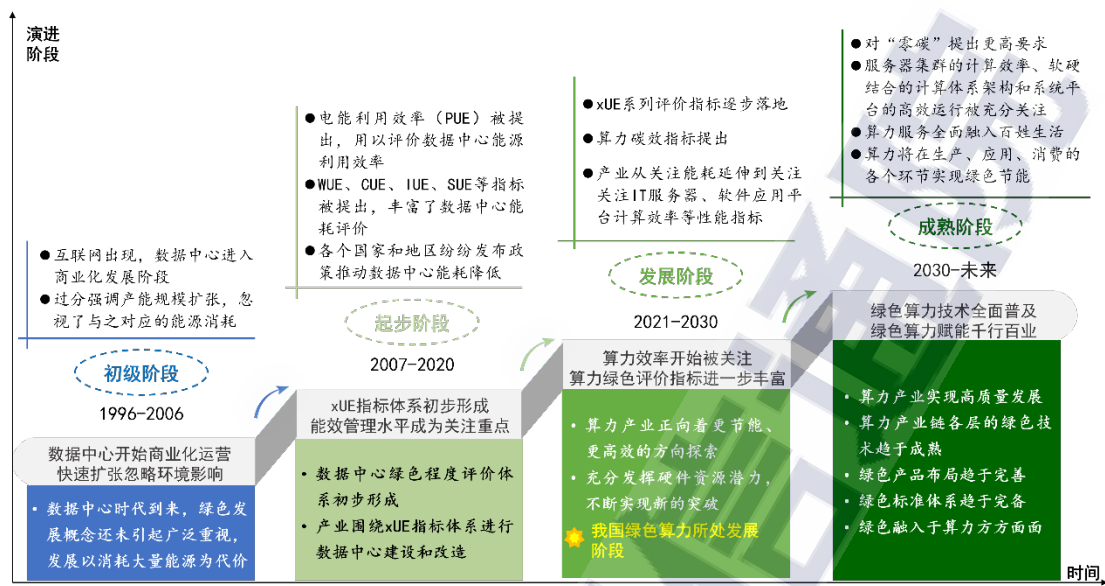 演进
阶段
● 互联网出现，数据中心进入
商业化发展阶段
● 过分强调产能规模扩张，忽
视了与之对应的能源消耗
初级阶段
1996-2006
数据中心开始商业化运营
快速扩张忽略环境影响
• 数据中心时代到来，绿色发
展概念还未引起广泛重视，
发展以消耗大量能源为代价
● 电能利用效率（PUE）被提
出，用以评价数据中心能源
利用效率
● WUE、CUE、IUE、SUE等指标
被提出，丰富了数据中心能
耗评价
● 各个国家和地区纷纷发布政
策推动数据中心能耗降低
起步阶段
2007-2020
xUE指标体系初步形成
能效管理水平成为关注重点
• 数据中心绿色程度评价体
系初步形成
• 产业围绕xUE指标体系进行
数据中心建设和改造
● xUE系列评价指标逐步落地
● 算力碳效指标提出
● 产业从关注能耗延伸到关注
关注IT服务器、软件应用平
台计算效率等性能指标
发展阶段
2021-2030
算力效率开始被关注
算力绿色评价指标进一步丰富
• 算力产业正向着更节能、
更高效的方向探索
• 充分发挥硬件资源潜力，
不断实现新的突破
我国绿色算力所处发展
阶段
● 对“零碳”提出更高要求
● 服务器集群的计算效率、软硬
结合的计算体系架构和系统平
台的高效运行被充分关注
● 算力服务全面融入百姓生活
● 算力将在生产、应用、消费的
各个环节实现绿色节能
成熟阶段
2030-未来
绿色算力技术全面普及
绿色算力赋能千行百业
• 算力产业实现高质量发展
• 算力产业链各层的绿色技
术趋于成熟
• 绿色产品布局趋于完善
• 绿色标准体系趋于完备
• 绿色融入于算力方方面面
时间